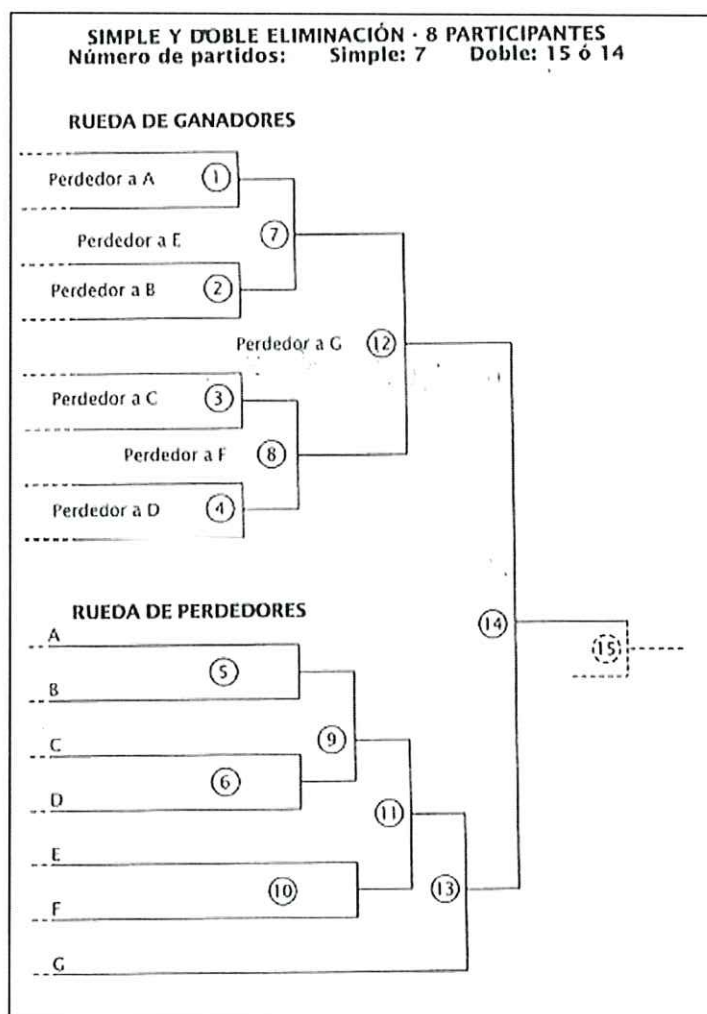 SIMPLE Y DOBLE ELIMINACIÓN · 8 PARTICIPANTES
Número de partidos: Simple: 7 Doble: 15 ó 14
RUEDA DE GANADORES
Perdedor a A 1
7
Perdedor a E
Perdedor a B 2
Perdedor a G 12
Perdedor a C 3
Perdedor a F 8
Perdedor a D 4
RUEDA DE PERDEDORES
14
15
A
5
B
9
C
6
D
11
E
10
13
F
G